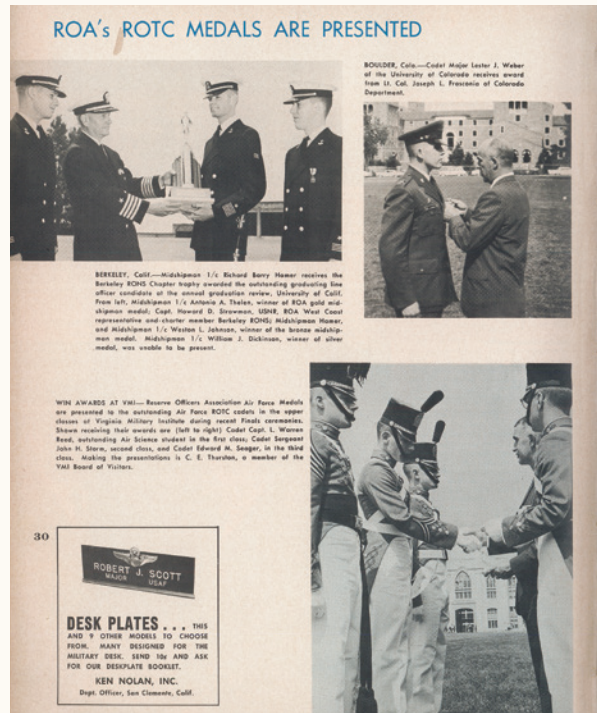 ROA's ROTC MEDALS ARE PRESENTED
BOULDER, Colo.—Cadet Major Lester J. Weber
of the University of Colorado receives award
from Lt. Col. Joseph L. Frascona of Colorado
Department.
BERKELEY, Calif.—Midshipman 1/c Richard Barry Homer receives the
Berkeley RONS Chapter trophy awarded the outstanding graduating line
officer candidate at the annual graduation review, University of Calif.
From left, Midshipman 1/c Antonio A. Thelen, winner of ROA gold mid-
shipman medal; Capt. Howard D. Strawman, USNR, ROA West Coast
representative and charter member Berkeley RONS; Midshipman Homer,
and Midshipman 1/c Weston L. Johnson, winner of the bronze midship-
man medal. Midshipman 1/c William J. Dickinson, winner of silver
medal, was unable to be present.
WIN AWARDS AT VMI—Reserve Officers Association Air Force Medals
are presented to the outstanding Air Force ROTC cadets in the upper
classes of Virginia Military Institute during recent Finals ceremonies.
Shown receiving their awards are (left to right) Cadet Capt. L. Warren
Reed, outstanding Air Science student in the first class; Cadet Sergeant
John H. Storm, second class, and Cadet Edward M. Seager, in the third
class. Making the presentations is C. E. Thurston, a member of the
VMI Board of Visitors.
30
ROBERT J. SCOTT
MAJOR USAF
DESK PLATES . . . THIS
AND 9 OTHER MODELS TO CHOOSE
FROM. MANY DESIGNED FOR THE
MILITARY DESK. SEND 10¢ AND ASK
FOR OUR DESKPLATE BOOKLET.
KEN NOLAN, INC.
Dept. Officer, San Clemente, Calif.